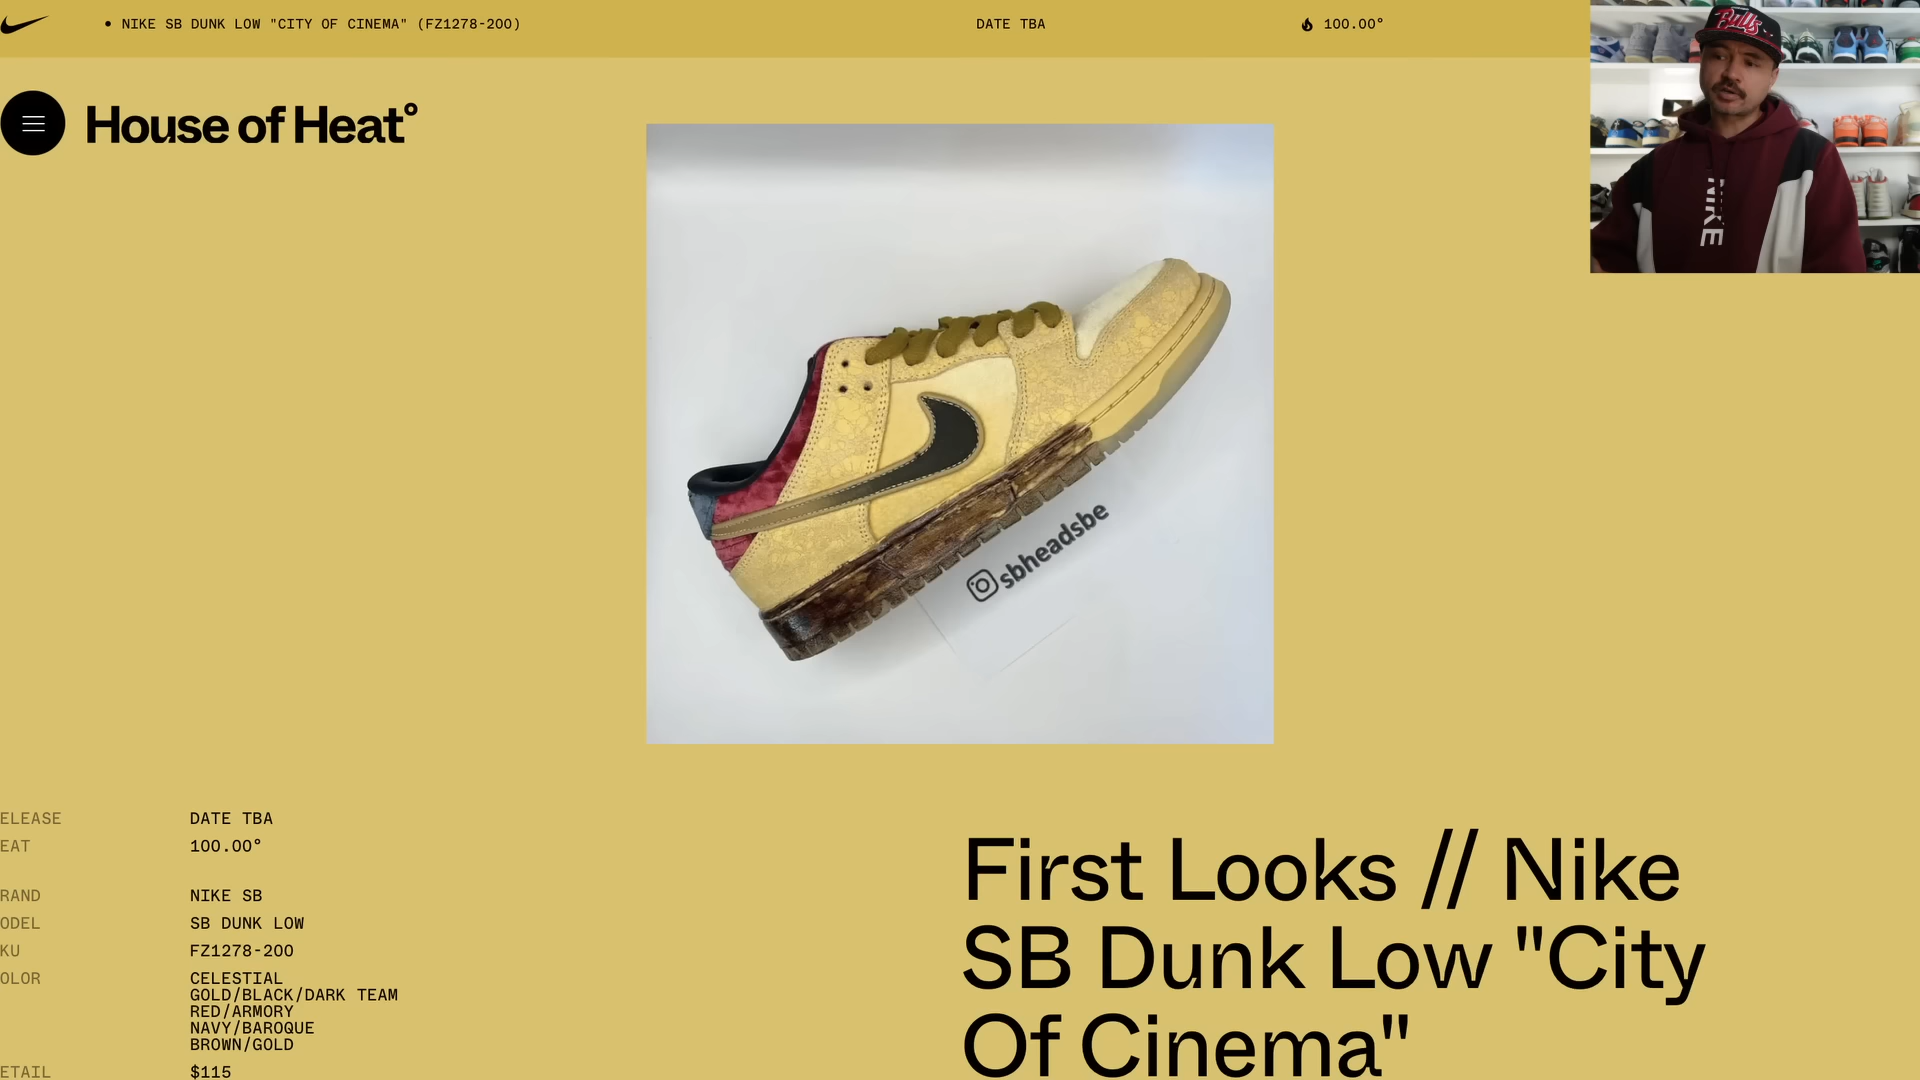 NIKE SB DUNK LOW "CITY OF CINEMA" (FZ1278-200)
DATE TBA
100.00°
House of Heat°
Bulls
NIKE
sbheadsbe
ELEASE DATE TBA
EAT 100.00°
RAND NIKE SB
ODEL SB DUNK LOW
KU FZ1278-200
OLOR CELESTIAL
GOLD/BLACK/DARK TEAM
RED/ARMORY
NAVY/BAROQUE
BROWN/GOLD
ETAIL $115
First Looks // Nike
SB Dunk Low "City
Of Cinema"